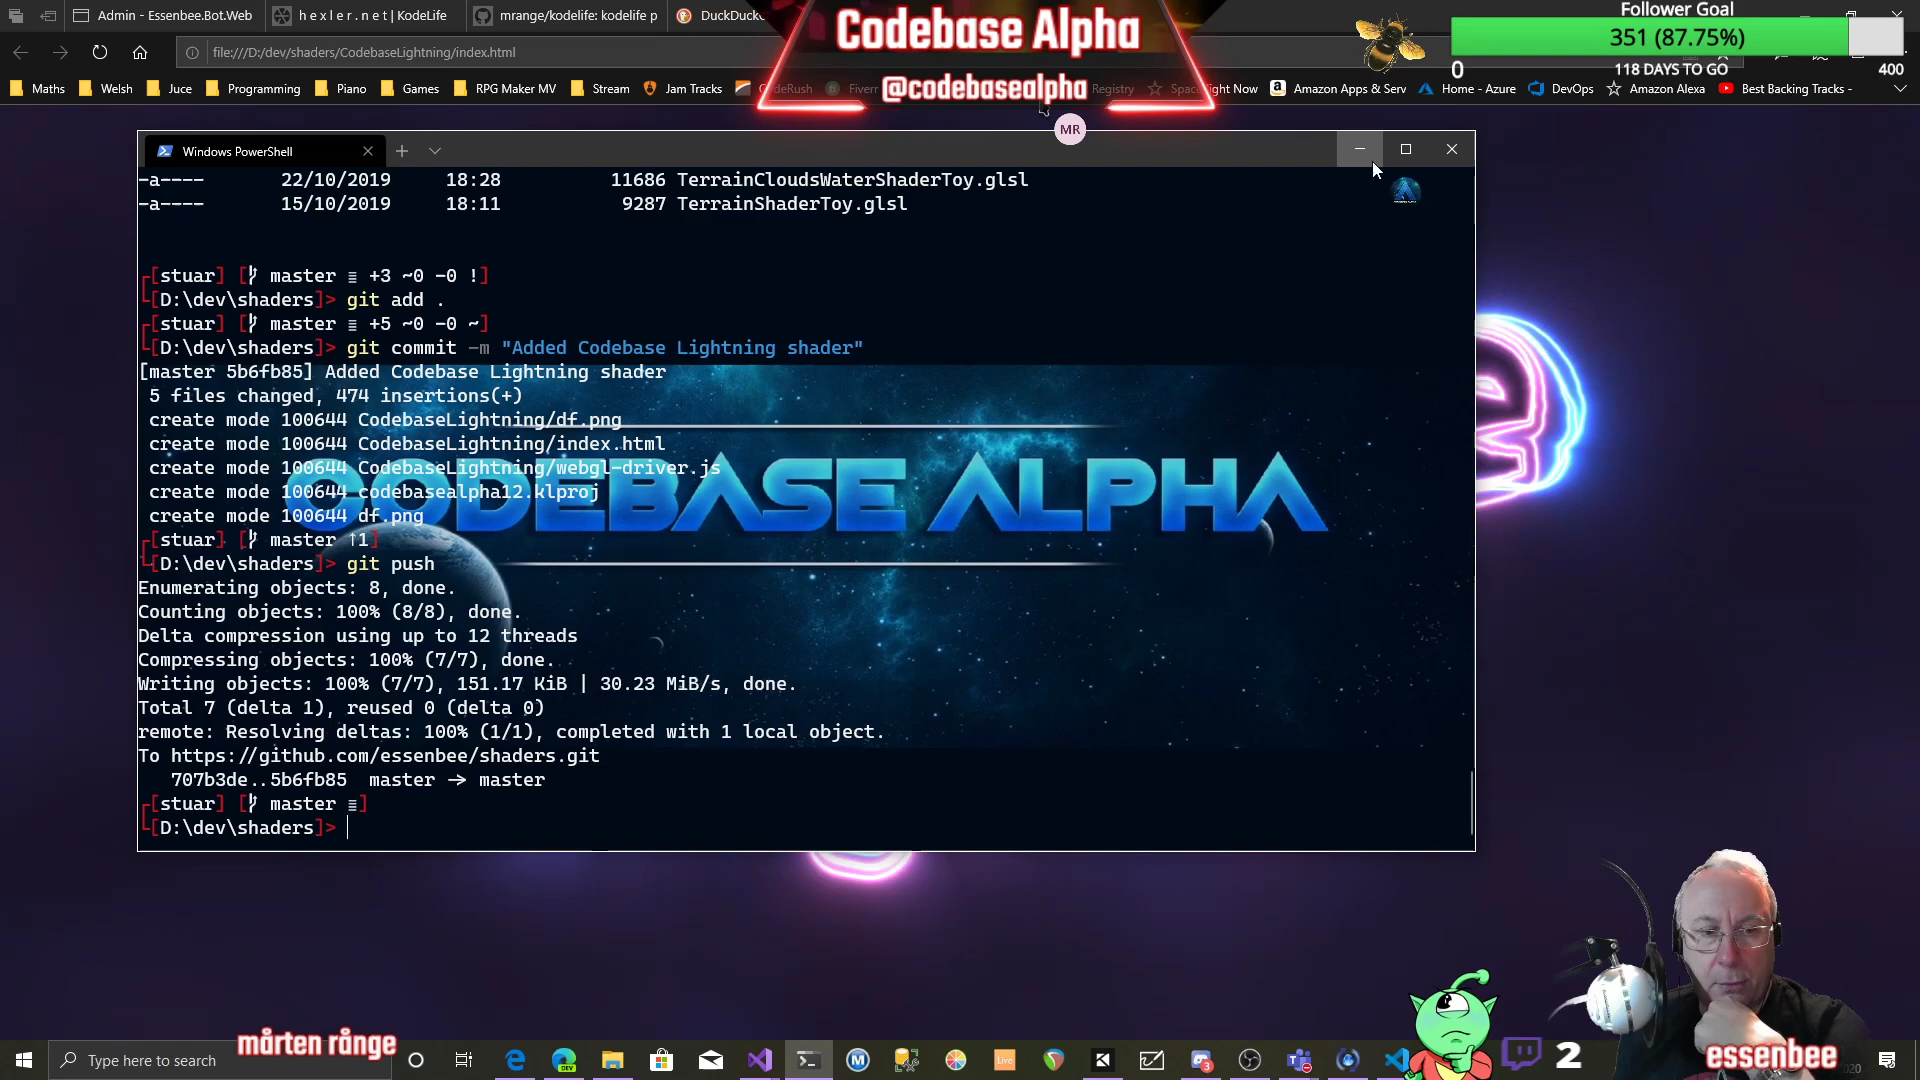 Admin - Essenbee.Bot.Web
h e x l e r . n e t | KodeLife
mrange/kodelife: kodelife p
DuckDuckG
Codebase Alpha
@codebasealpha
Follower Goal
351 (87.75%)
0
118 DAYS TO GO
400
file:///D:/dev/shaders/CodebaseLightning/index.html
Maths
Welsh
Juce
Programming
Piano
Games
RPG Maker MV
Stream
Jam Tracks
CodeRush
Fiverr
Registry
Amazon Apps & Serv
Home - Azure
DevOps
Amazon Alexa
Best Backing Tracks -
MR
Windows PowerShell
-a---- 22/10/2019 18:28 11686 TerrainCloudsWaterShaderToy.glsl
-a---- 15/10/2019 18:11 9287 TerrainShaderToy.glsl
[stuar] [ master ≡ +3 ~0 -0 !]
[D:\dev\shaders]> git add .
[stuar] [ master ≡ +5 ~0 -0 ~]
[D:\dev\shaders]> git commit -m "Added Codebase Lightning shader"
[master 5b6fb85] Added Codebase Lightning shader
5 files changed, 474 insertions(+)
create mode 100644 CodebaseLightning/df.png
create mode 100644 CodebaseLightning/index.html
create mode 100644 CodebaseLightning/webgl-driver.js
create mode 100644 codebasealpha12.klproj
create mode 100644 df.png
CODEBASE ALPHA
[stuar] [ master ↑1]
[D:\dev\shaders]> git push
Enumerating objects: 8, done.
Counting objects: 100% (8/8), done.
Delta compression using up to 12 threads
Compressing objects: 100% (7/7), done.
Writing objects: 100% (7/7), 151.17 KiB | 30.23 MiB/s, done.
Total 7 (delta 1), reused 0 (delta 0)
remote: Resolving deltas: 100% (1/1), completed with 1 local object.
To https://github.com/essenbee/shaders.git
707b3de..5b6fb85 master -> master
[stuar] [ master ≡]
[D:\dev\shaders]>
mårten rånge
Type here to search
DEV
Live
3
2
essenbee